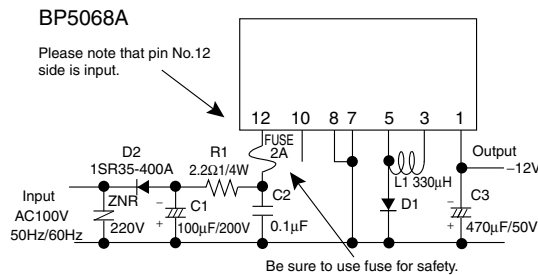 BP5068A
Please note that pin No.12
side is input.
12 10 8 7 5 3 1
FUSE
2A
D2
1SR35-400A
R1
2.2Ω1/4W
L1 330μH
Output
−12V
Input
AC100V
50Hz/60Hz
ZNR
220V
−
C1
+
100μF/200V
C2
0.1μF
D1
−
C3
+
470μF/50V
Be sure to use fuse for safety.